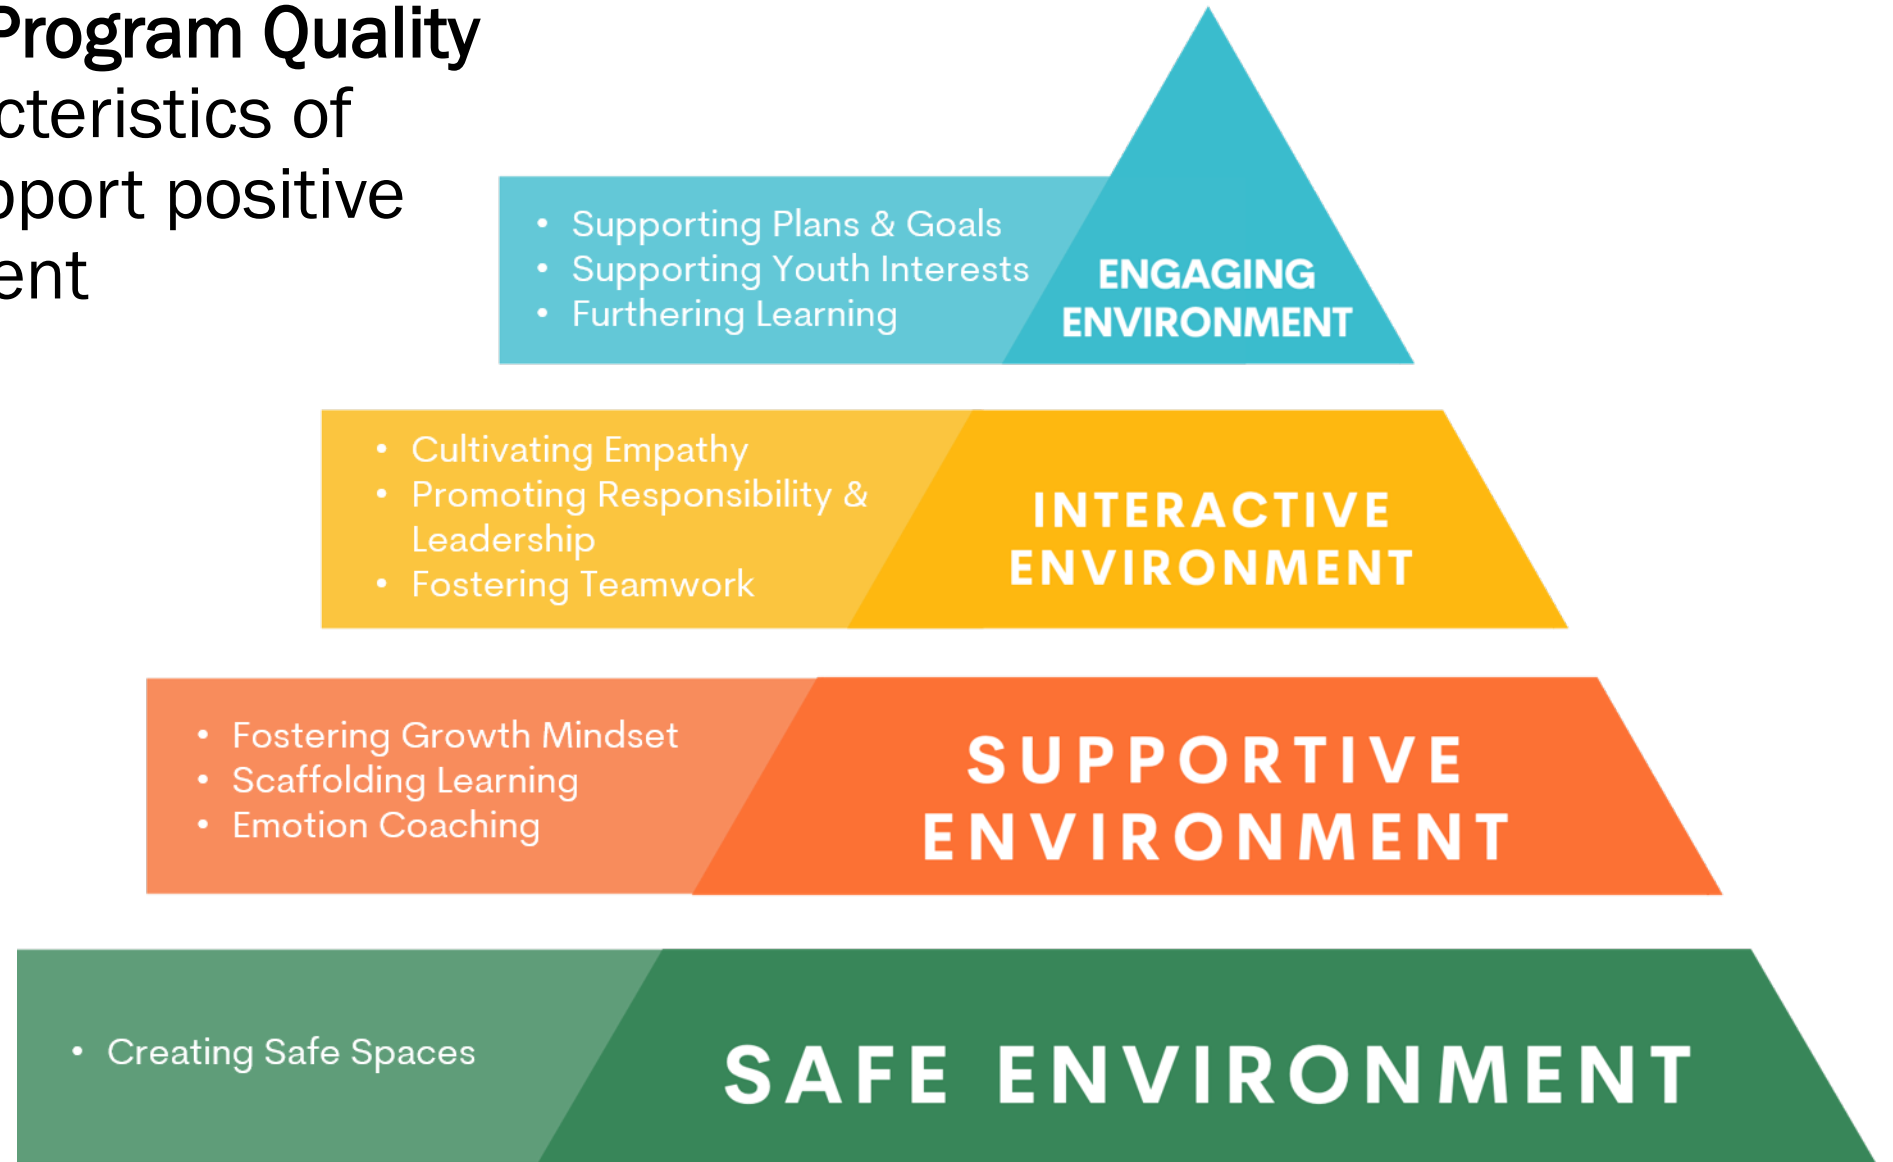 Program Quality
cteristics of
pport positive
ent
• Supporting Plans & Goals
• Supporting Youth Interests
• Furthering Learning
ENGAGING
ENVIRONMENT
• Cultivating Empathy
• Promoting Responsibility &
Leadership
• Fostering Teamwork
INTERACTIVE
ENVIRONMENT
• Fostering Growth Mindset
• Scaffolding Learning
• Emotion Coaching
SUPPORTIVE
ENVIRONMENT
• Creating Safe Spaces
SAFE ENVIRONMENT